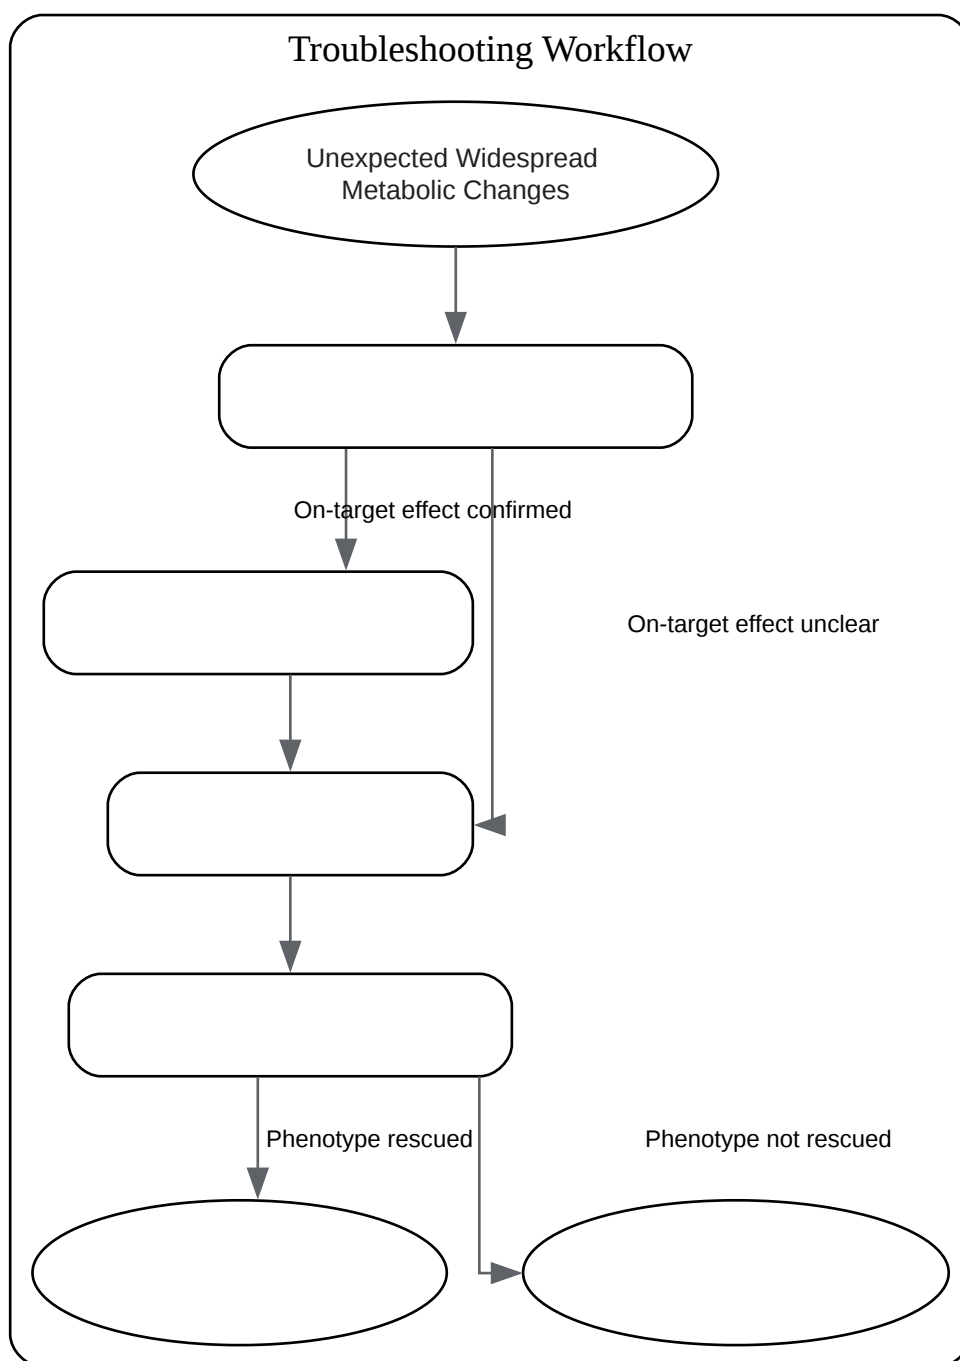 Troubleshooting Workflow
Unexpected Widespread
Metabolic Changes
On-target effect confirmed
On-target effect unclear
Phenotype rescued
Phenotype not rescued